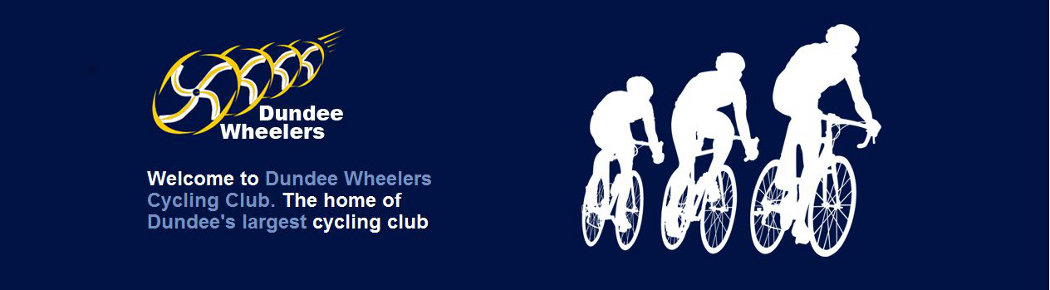 Dundee
Wheelers
Welcome to Dundee Wheelers
Cycling Club. The home of
Dundee's largest cycling club